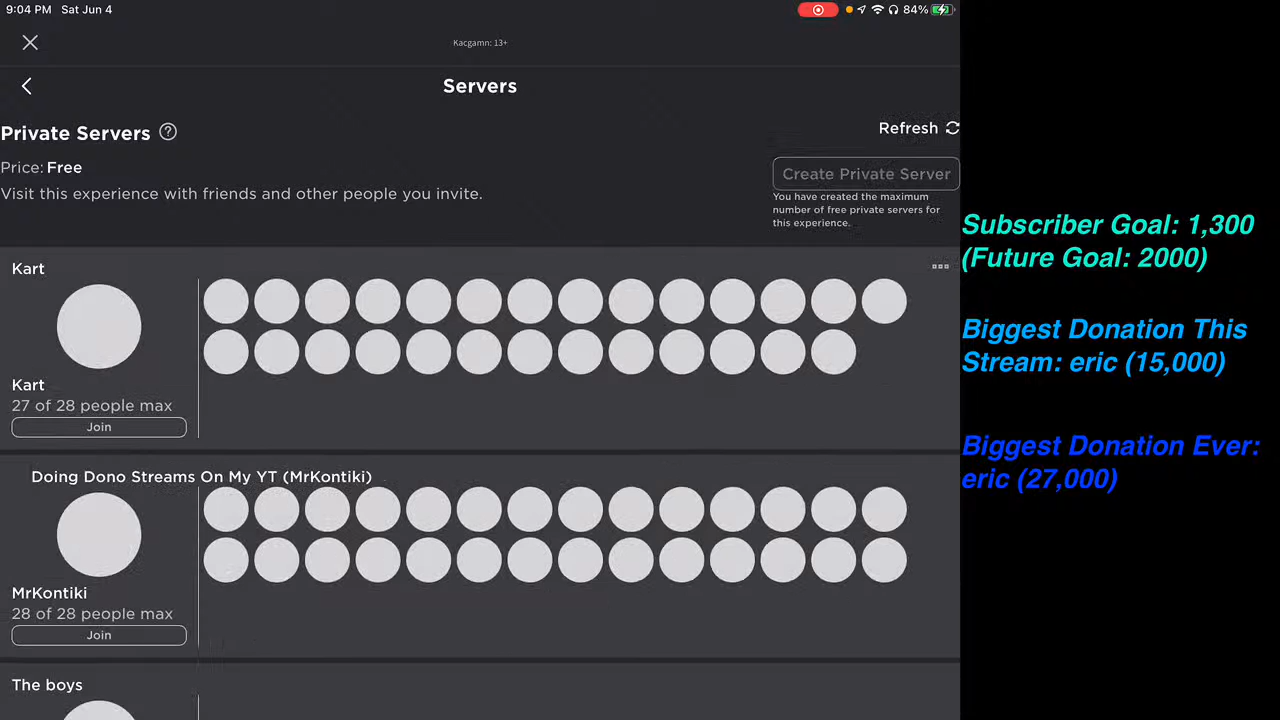 9:04 PM Sat Jun 4
84%
Kacgamn: 13+
Servers
Private Servers ?
Refresh
Price: Free
Visit this experience with friends and other people you invite.
Create Private Server
You have created the maximum
number of free private servers for
this experience.
Kart
Kart
27 of 28 people max
Join
Doing Dono Streams On My YT (MrKontiki)
MrKontiki
28 of 28 people max
Join
The boys
Subscriber Goal: 1,300
(Future Goal: 2000)
Biggest Donation This
Stream: eric (15,000)
Biggest Donation Ever:
eric (27,000)